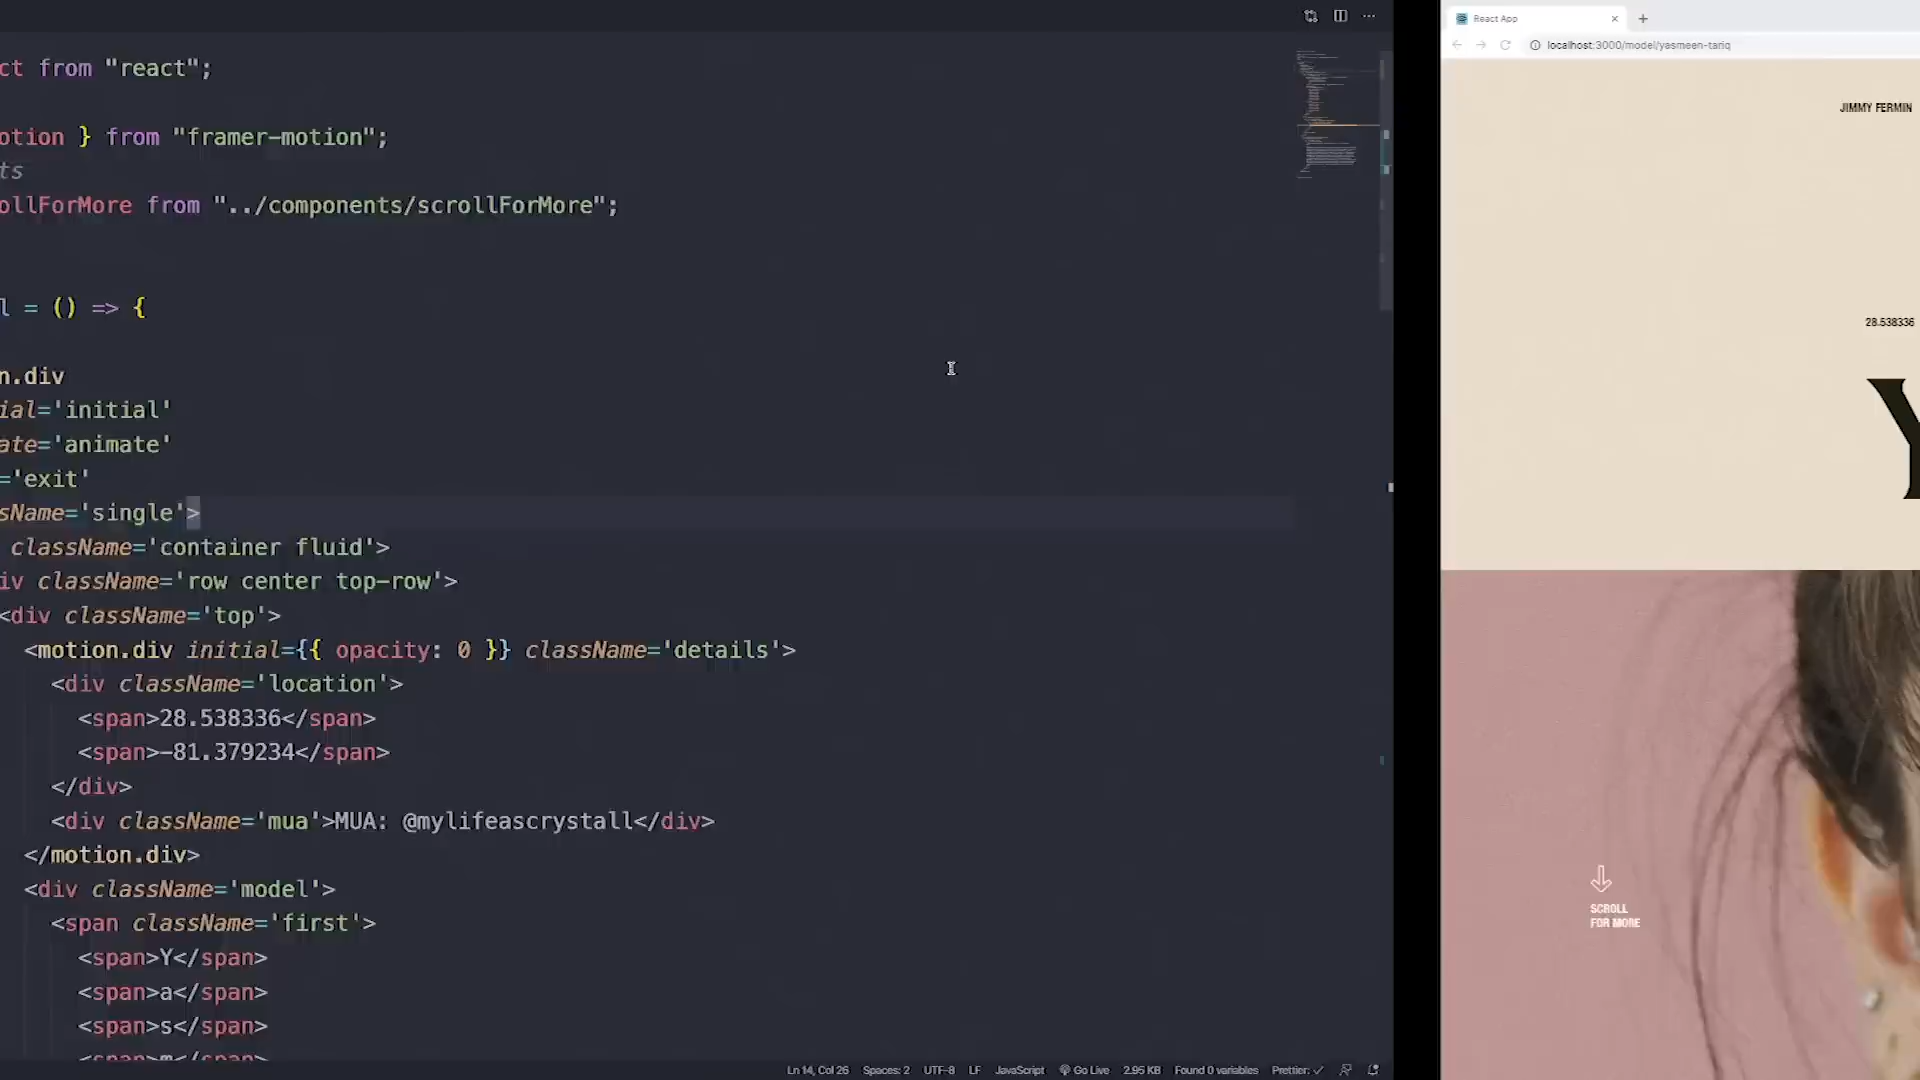 ct from "react";
otion } from "framer-motion";
ts
ollForMore from "../components/scrollForMore";
l = () => {
n.div
ial='initial'
ate='animate'
='exit'
sName='single'>
className='container fluid'>
iv className='row center top-row'>
<div className='top'>
<motion.div initial={{ opacity: 0 }} className='details'>
<div className='location'>
<span>28.538336</span>
<span>-81.379234</span>
</div>
<div className='mua'>MUA: @mylifeascrystall</div>
</motion.div>
<div className='model'>
<span className='first'>
<span>Y</span>
<span>a</span>
<span>s</span>
<span>m</span>
Ln 14, Col 26 Spaces: 2 UTF-8 LF JavaScript Go Live 2.95 KB Found 0 variables Prettier: ✓
React App
localhost:3000/model/yasmeen-tariq
JIMMY FERMIN
28.538336
Y
SCROLL
FOR MORE